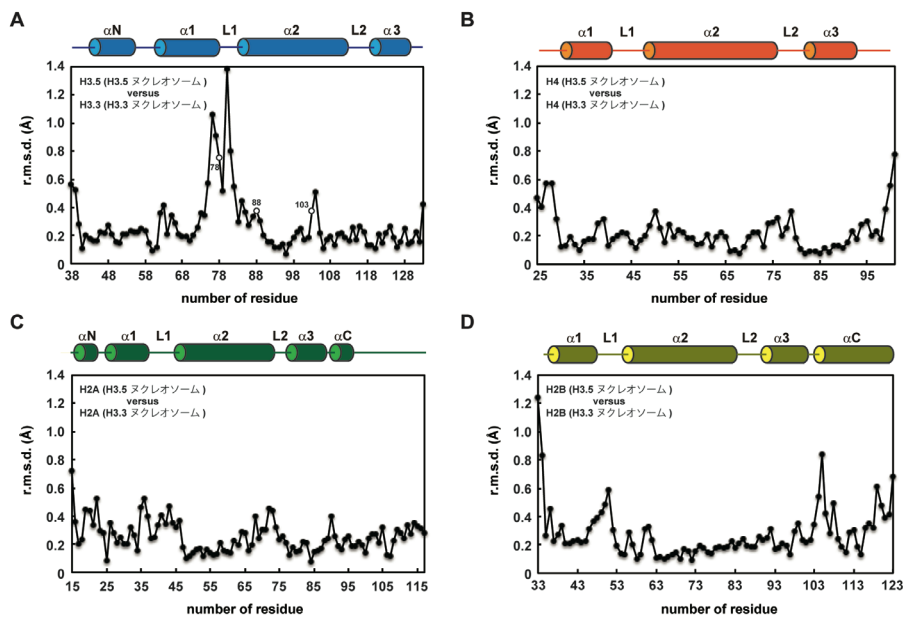 A
αN α1 L1 α2 L2 α3
1.4
1.2
1.0
0.8
0.6
0.4
0.2
0
r.m.s.d. (Å)
H3.5 (H3.5 ヌクレオソーム)
versus
H3.3 (H3.3 ヌクレオソーム)
78
88
103
38 48 58 68 78 88 98 108 118 128
number of residue
B
α1 L1 α2 L2 α3
1.4
1.2
1.0
0.8
0.6
0.4
0.2
0
r.m.s.d. (Å)
H4 (H3.5 ヌクレオソーム)
versus
H4 (H3.3 ヌクレオソーム)
25 35 45 55 65 75 85 95
number of residue
C
αN α1 L1 α2 L2 α3 αC
1.4
1.2
1.0
0.8
0.6
0.4
0.2
0
r.m.s.d. (Å)
H2A (H3.5 ヌクレオソーム)
versus
H2A (H3.3 ヌクレオソーム)
15 25 35 45 57 67 77 87 97 107 117
number of residue
D
α1 L1 α2 L2 α3 αC
1.4
1.2
1.0
0.8
0.6
0.4
0.2
0
r.m.s.d. (Å)
H2B (H3.5 ヌクレオソーム)
versus
H2B (H3.3 ヌクレオソーム)
33 43 53 63 73 83 93 103 113 123
number of residue